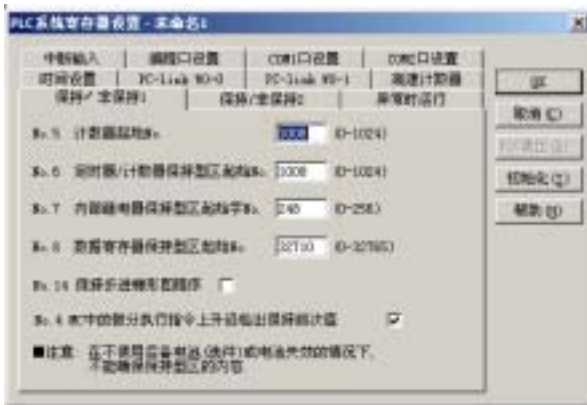 PLC系统寄存器设置 - 未命名1
中断输入 编程口设置 COM1口设置 COM2口设置
时间设置 PC-link W0-0 PC-link W0-1 高速计数器
保持/非保持1 保持/非保持2 异常时运行
No.5 计数器起始No. 1008 (0-1024)
No.6 定时器/计数器保持型区起始No. 1008 (0-1024)
No.7 内部继电器保持型区起始字No. 248 (0-256)
No.8 数据寄存器保持型区起始No. 32710 (0-32765)
No.14 保持步进梯形图程序
No.4 MC中的微分执行指令上升沿检出保持前次值
■注意: 在不使用后备电池(选件)或电池失效的情况下,
不能确保保持型区的内容
OK
取消(C)
初始化(I)
帮助(H)